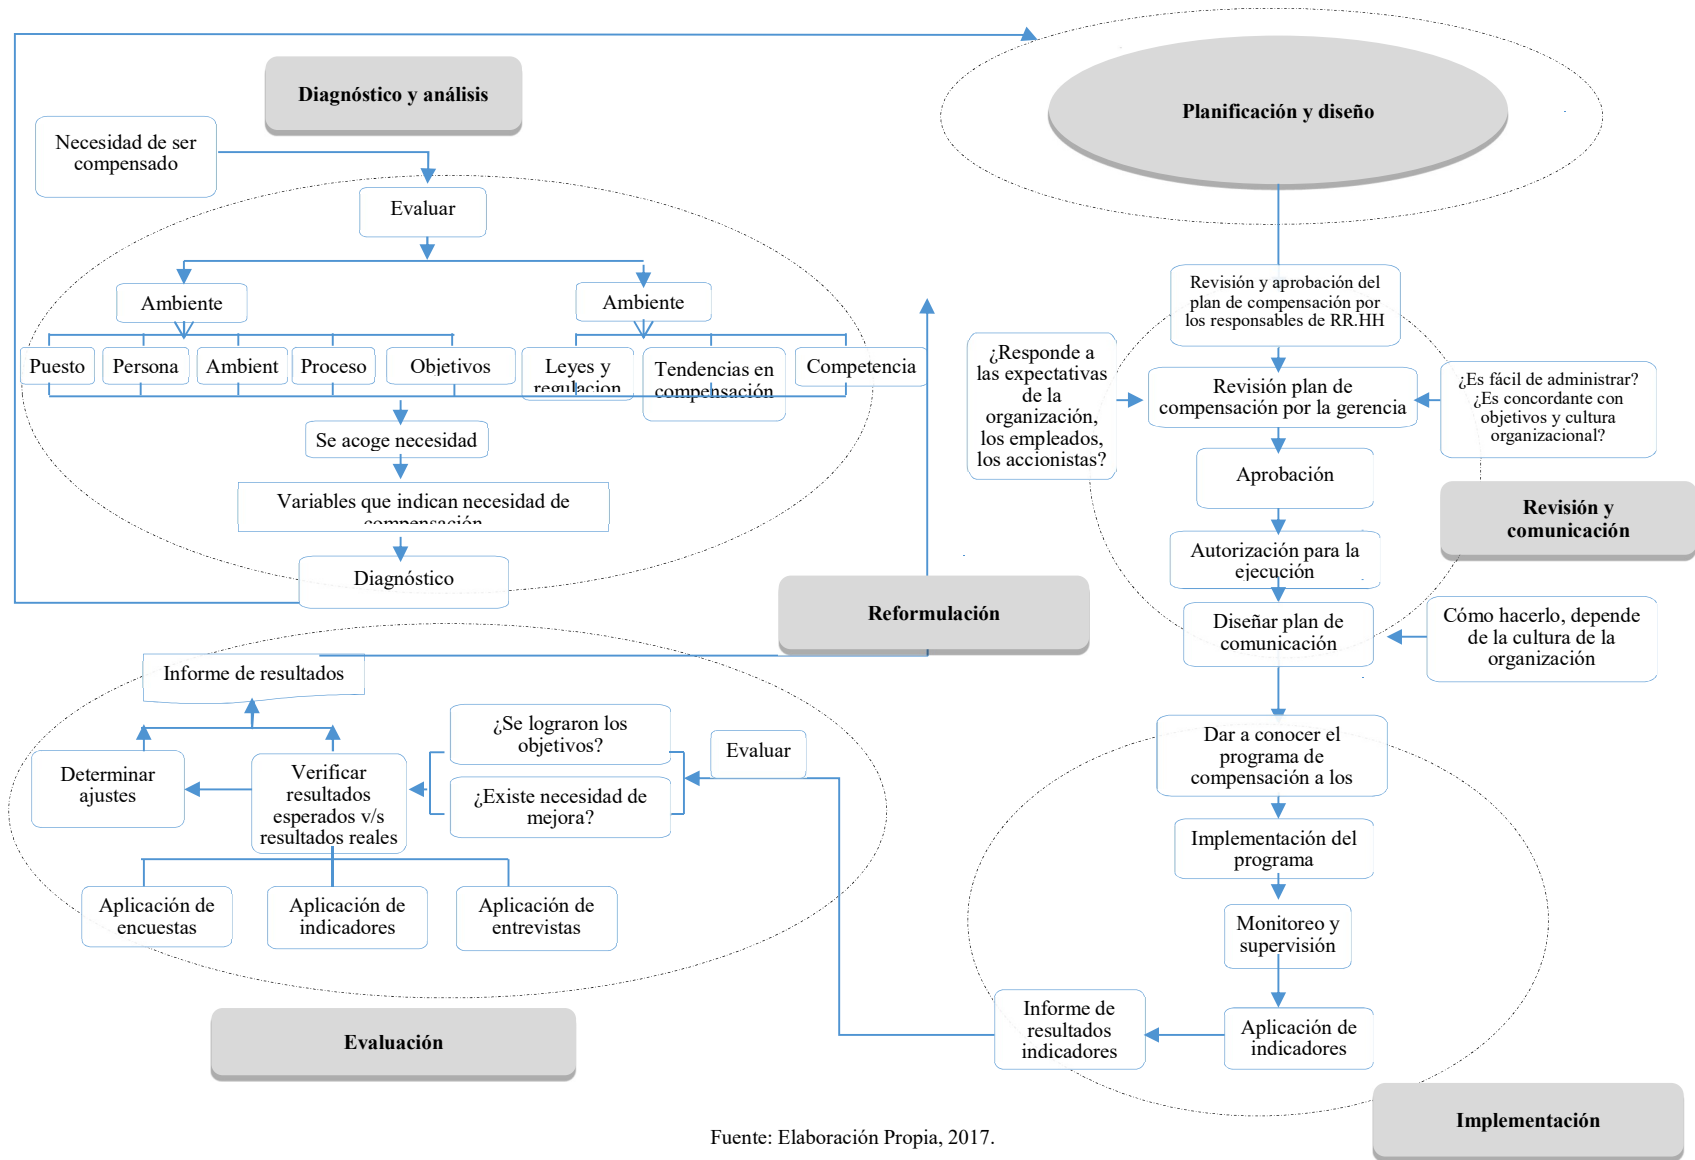 Diagnóstico y análisis
Planificación y diseño
Necesidad de ser
compensado
Evaluar
Ambiente
Ambiente
Puesto
Persona
Ambient
Proceso
Objetivos
Leyes y
regulacion
Tendencias en
compensación
Competencia
Se acoge necesidad
Variables que indican necesidad de
compensación
Diagnóstico
Revisión y aprobación del
plan de compensación por
los responsables de RR.HH
¿Responde a
las expectativas
de la
organización,
los empleados,
los accionistas?
Revisión plan de
compensación por la gerencia
¿Es fácil de administrar?
¿Es concordante con
objetivos y cultura
organizacional?
Aprobación
Revisión y
comunicación
Autorización para la
ejecución
Diseñar plan de
comunicación
Cómo hacerlo, depende
de la cultura de la
organización
Reformulación
Informe de resultados
¿Se lograron los
objetivos?
Evaluar
Determinar
ajustes
Verificar
resultados
esperados v/s
resultados reales
¿Existe necesidad de
mejora?
Aplicación de
encuestas
Aplicación de
indicadores
Aplicación de
entrevistas
Evaluación
Dar a conocer el
programa de
compensación a los
Implementación del
programa
Monitoreo y
supervisión
Informe de
resultados
indicadores
Aplicación de
indicadores
Implementación
Fuente: Elaboración Propia, 2017.